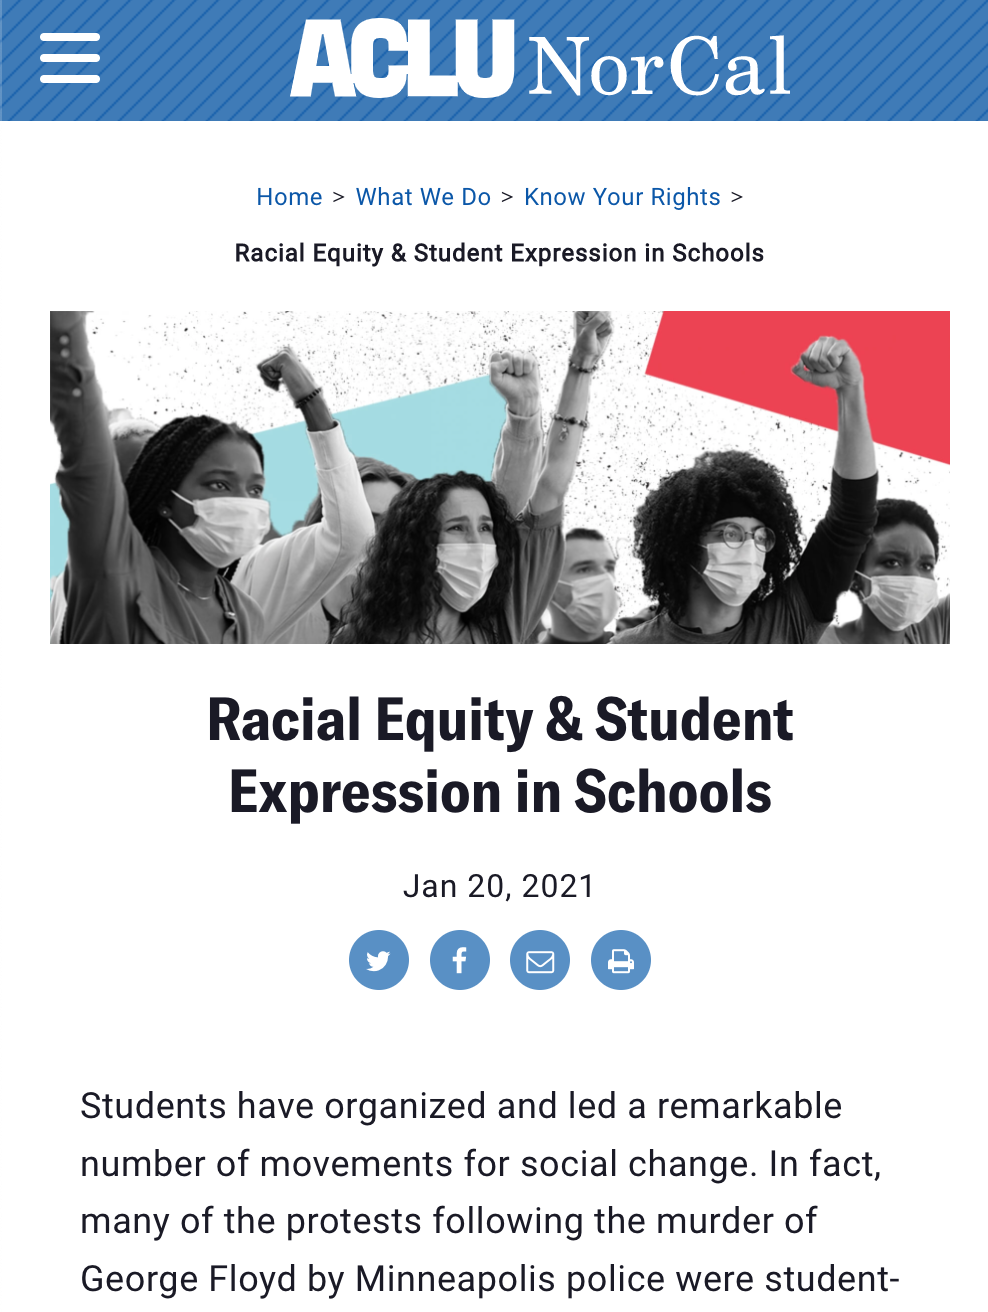 ACLU NorCal
Home > What We Do > Know Your Rights >
Racial Equity & Student Expression in Schools
Racial Equity & Student
Expression in Schools
Jan 20, 2021
Students have organized and led a remarkable
number of movements for social change. In fact,
many of the protests following the murder of
George Floyd by Minneapolis police were student-